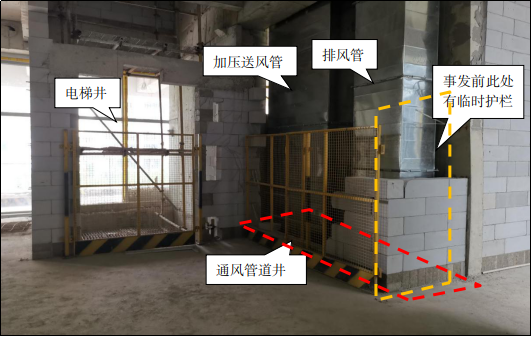 加压送风管
排风管
电梯井
事发前此处
有临时护栏
通风管道井